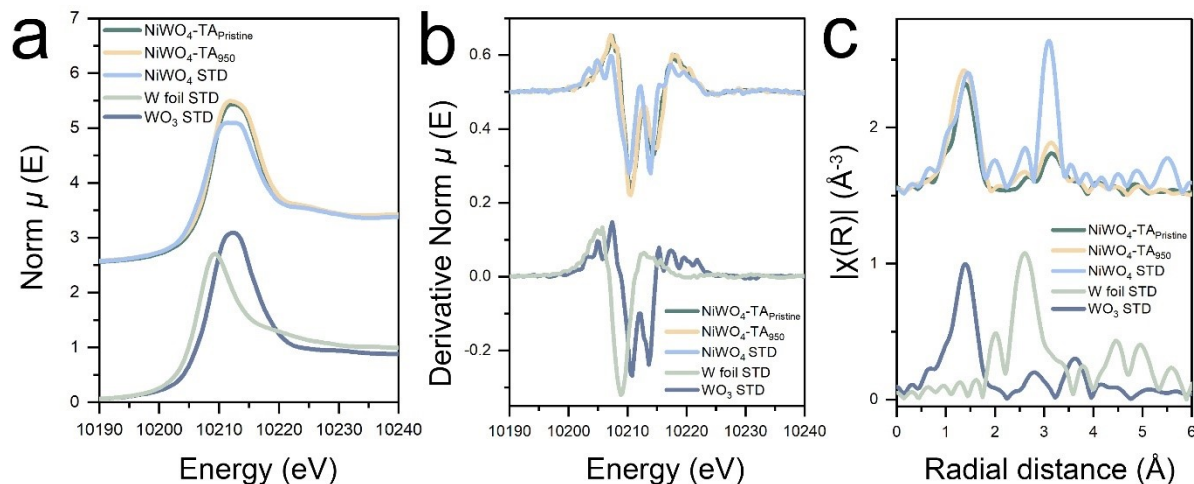 a
7
6
5
4
3
2
1
0
Norm μ (E)
NiWO₄-TA_Pristine
NiWO₄-TA₉₅₀
NiWO₄ STD
W foil STD
WO₃ STD
10190 10200 10210 10220 10230 10240
Energy (eV)
b
0.6
0.4
0.2
0.0
-0.2
Derivative Norm μ (E)
NiWO₄-TA_Pristine
NiWO₄-TA₉₅₀
NiWO₄ STD
W foil STD
WO₃ STD
10190 10200 10210 10220 10230 10240
Energy (eV)
c
2
1
0
|χ(R)| (Å⁻³)
NiWO₄-TA_Pristine
NiWO₄-TA₉₅₀
NiWO₄ STD
W foil STD
WO₃ STD
0 1 2 3 4 5 6
Radial distance (Å)